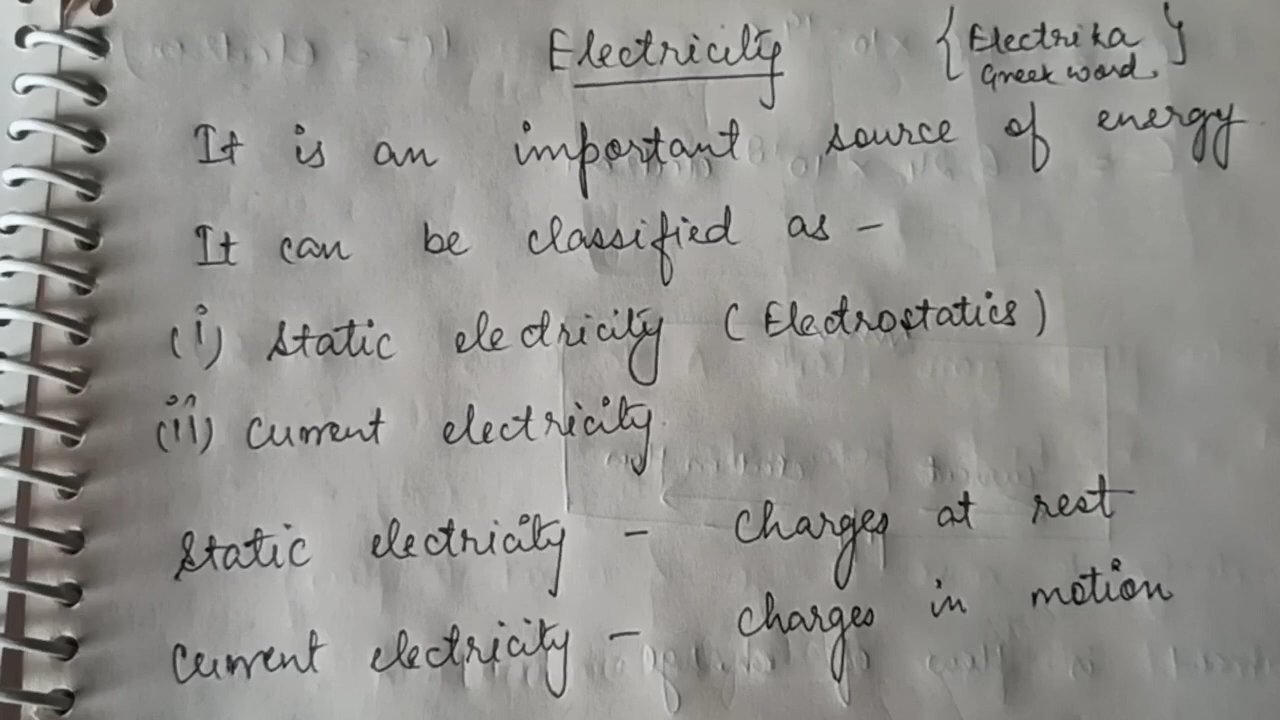 Electricity { Electrika
Greek word. }
It is an important source of energy
It can be classified as -
(i) Static electricity (Electrostatics)
(ii) Current electricity.
Static electricity - charges at rest
Current electricity - charges in motion